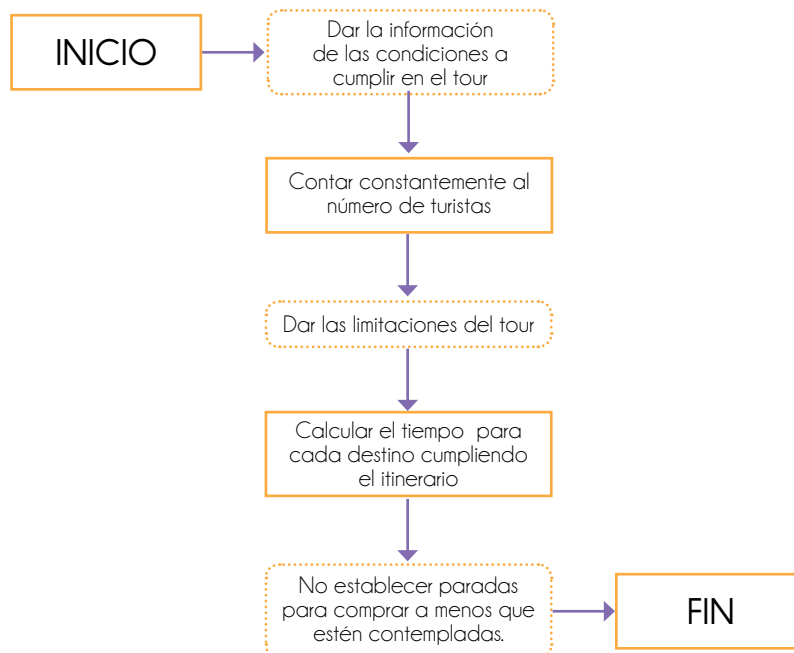 INICIO
Dar la información
de las condiciones a
cumplir en el tour
Contar constantemente al
número de turistas
Dar las limitaciones del tour
Calcular el tiempo para
cada destino cumpliendo
el itinerario
No establecer paradas
para comprar a menos que
estén contempladas.
FIN